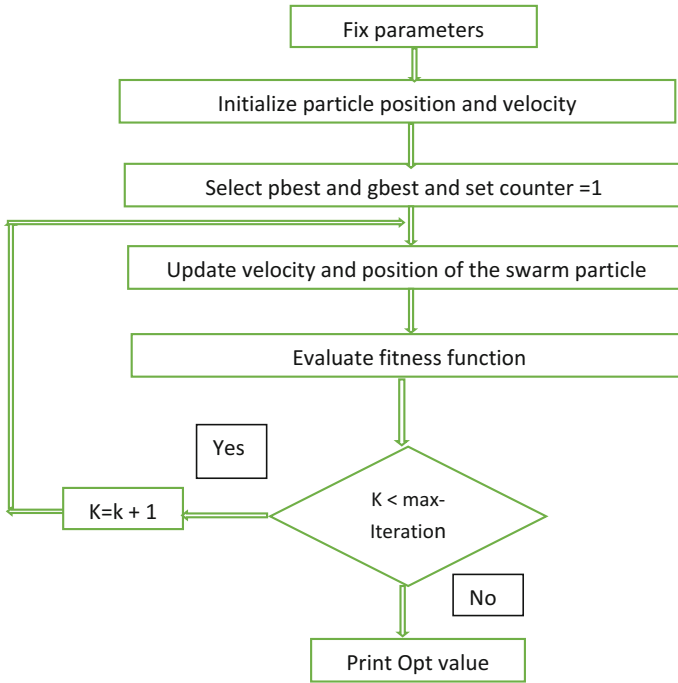 Fix parameters
Initialize particle position and velocity
Select pbest and gbest and set counter =1
Update velocity and position of the swarm particle
Evaluate fitness function
Yes
K < max-
Iteration
K=k + 1
No
Print Opt value